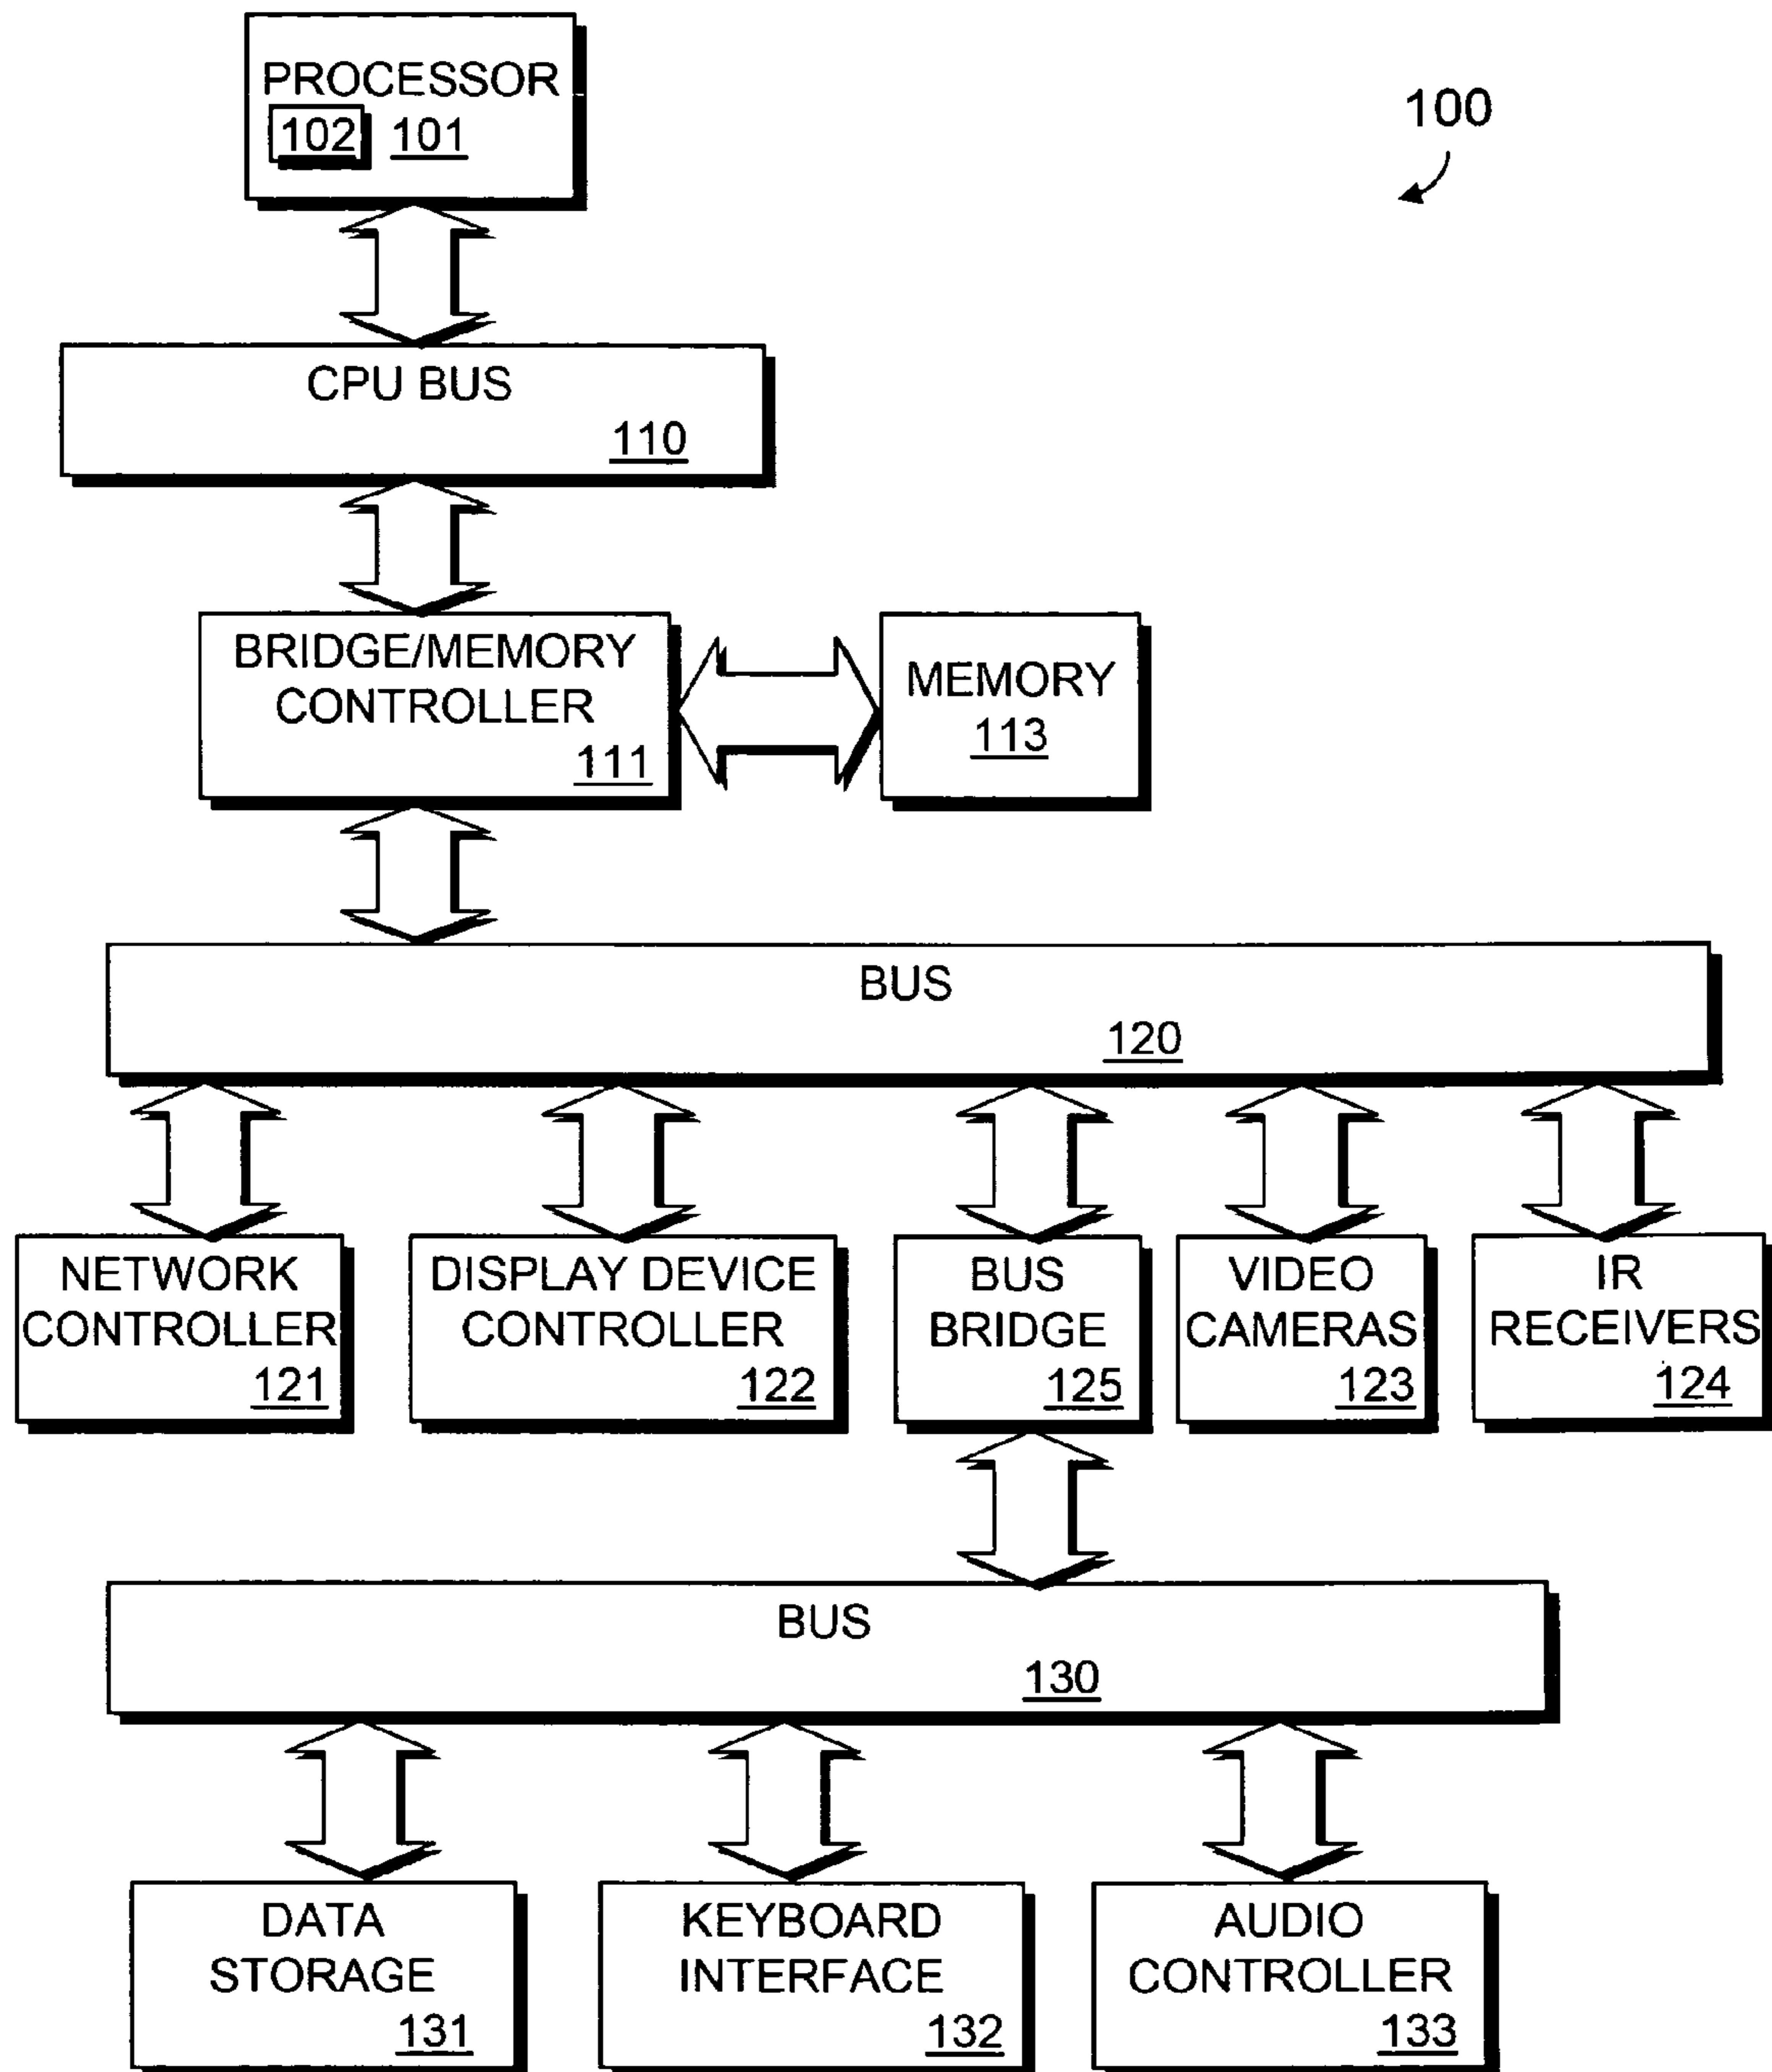 PROCESSOR
102 101
100
CPU BUS
110
BRIDGE/MEMORY
CONTROLLER
111
MEMORY
113
BUS
120
NETWORK
CONTROLLER
121
DISPLAY DEVICE
CONTROLLER
122
BUS
BRIDGE
125
VIDEO
CAMERAS
123
IR
RECEIVERS
124
BUS
130
DATA
STORAGE
131
KEYBOARD
INTERFACE
132
AUDIO
CONTROLLER
133